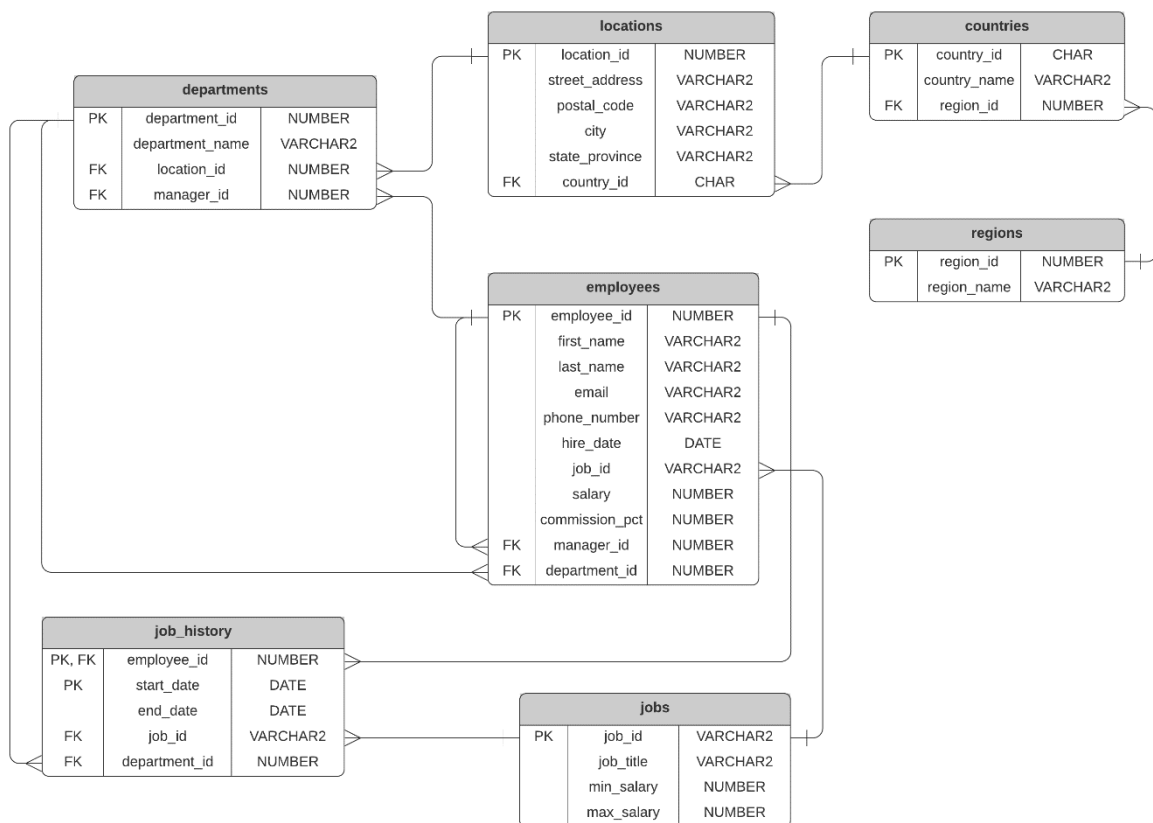 locations
PK location_id NUMBER
street_address VARCHAR2
postal_code VARCHAR2
city VARCHAR2
state_province VARCHAR2
FK country_id CHAR
countries
PK country_id CHAR
country_name VARCHAR2
FK region_id NUMBER
departments
PK department_id NUMBER
department_name VARCHAR2
FK location_id NUMBER
FK manager_id NUMBER
regions
PK region_id NUMBER
region_name VARCHAR2
employees
PK employee_id NUMBER
first_name VARCHAR2
last_name VARCHAR2
email VARCHAR2
phone_number VARCHAR2
hire_date DATE
job_id VARCHAR2
salary NUMBER
commission_pct NUMBER
FK manager_id NUMBER
FK department_id NUMBER
job_history
PK, FK employee_id NUMBER
PK start_date DATE
end_date DATE
FK job_id VARCHAR2
FK department_id NUMBER
jobs
PK job_id VARCHAR2
job_title VARCHAR2
min_salary NUMBER
max_salary NUMBER